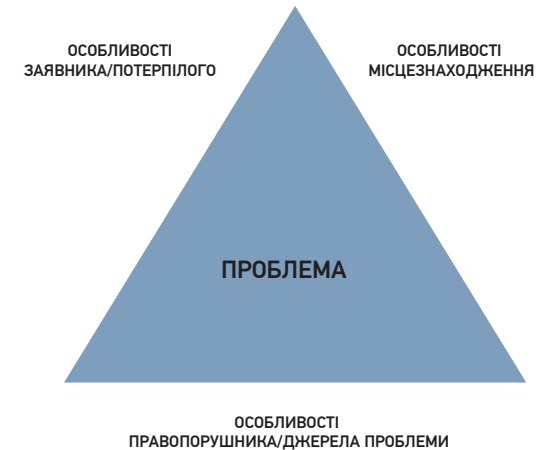 ОСОБЛИВОСТІ
ЗАЯВНИКА/ПОТЕРПІЛОГО
ОСОБЛИВОСТІ
МІСЦЕЗНАХОДЖЕННЯ
ПРОБЛЕМА
ОСОБЛИВОСТІ
ПРАВОПОРУШНИКА/ДЖЕРЕЛА ПРОБЛЕМИ